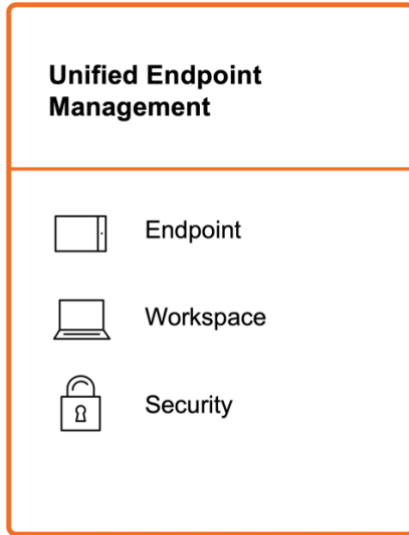 Unified Endpoint
Management
Endpoint
Workspace
Security